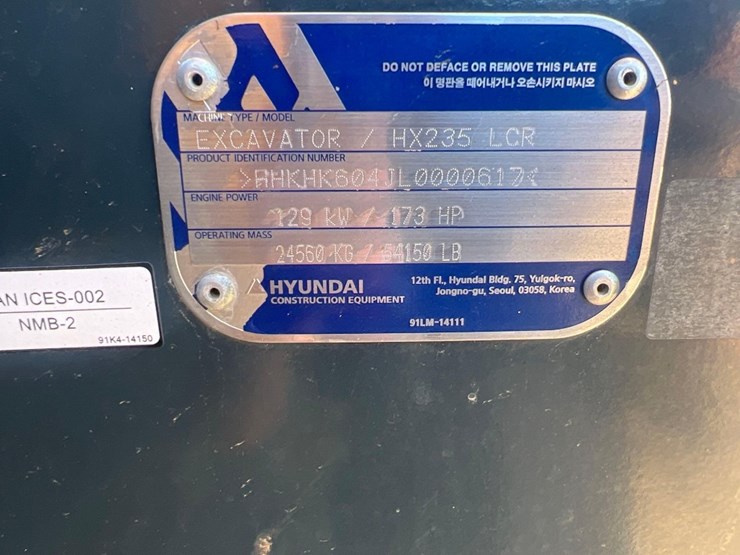 DO NOT DEFACE OR REMOVE THIS PLATE
이 명판을 떼어내거나 오손시키지 마시오
MACHINE TYPE / MODEL
EXCAVATOR / HX235 LCR
PRODUCT IDENTIFICATION NUMBER
>HHKHK604JL0000617<
ENGINE POWER
129 kW / 173 HP
OPERATING MASS
24560 KG / 54150 LB
HYUNDAI
CONSTRUCTION EQUIPMENT
12th Fl., Hyundai Bldg. 75, Yulgok-ro,
Jongno-gu, Seoul, 03058, Korea
91LM-14111
AN ICES-002
NMB-2
91K4-14150